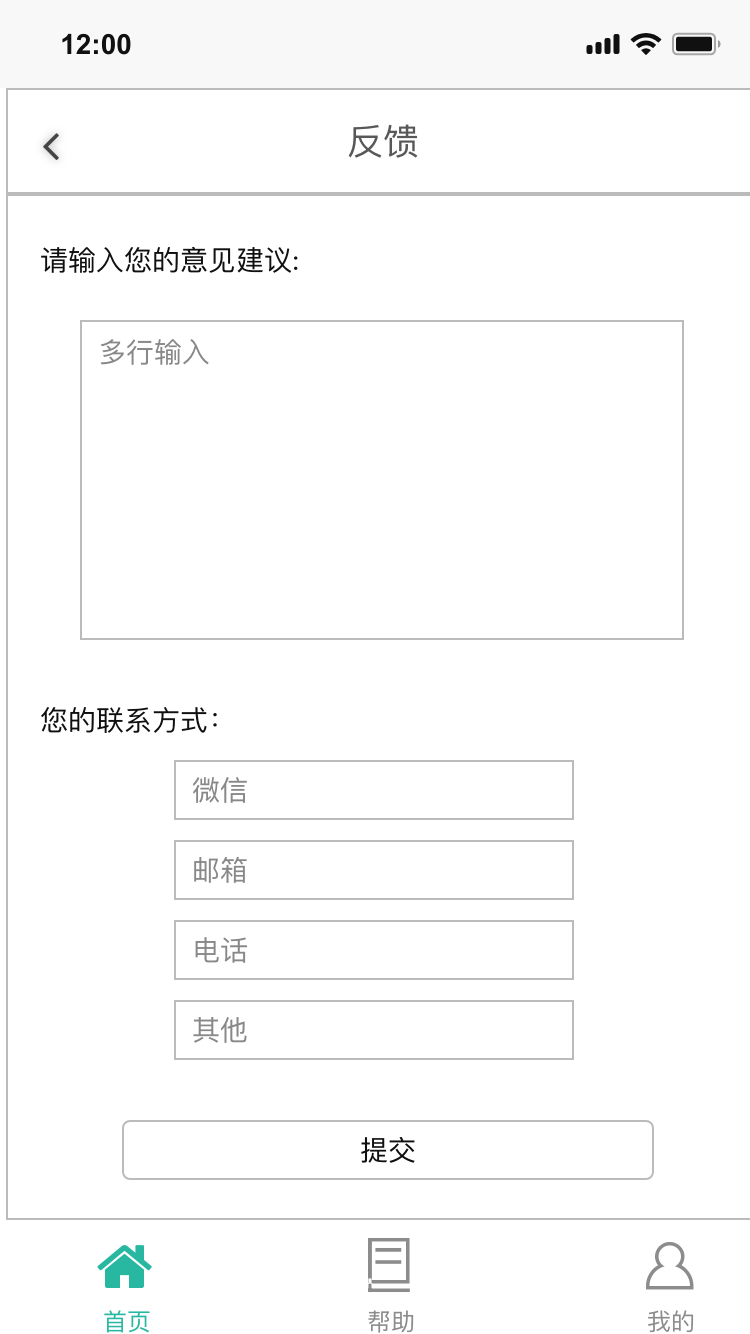 12:00
反馈
请输入您的意见建议:
多行输入
您的联系方式：
微信
邮箱
电话
其他
提交
首页
帮助
我的